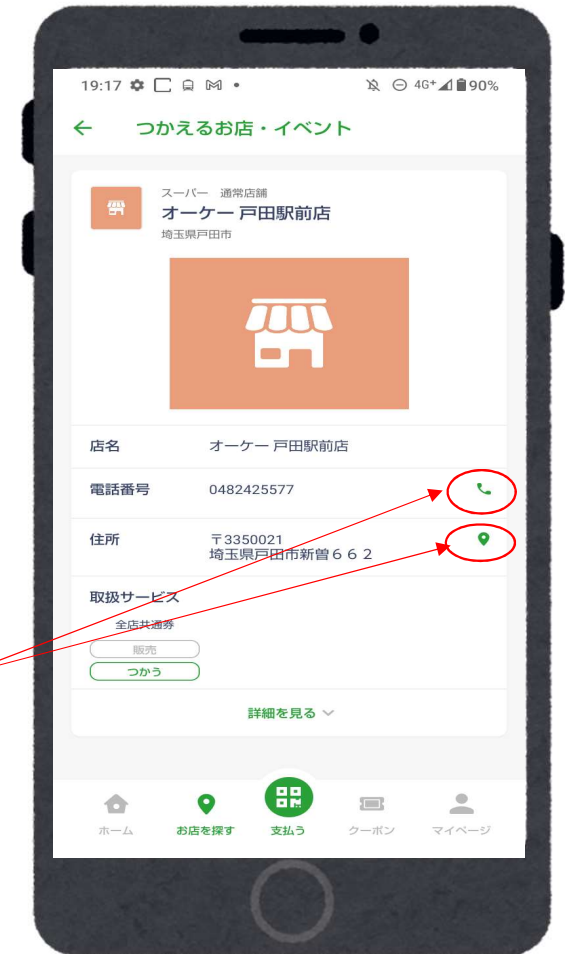 19:17
4G+
90%
つかえるお店・イベント
スーパー 通常店舗
オーケー 戸田駅前店
埼玉県戸田市
店名 オーケー 戸田駅前店
電話番号 0482425577
住所 〒3350021
埼玉県戸田市新曽６６２
取扱サービス
全店共通券
販売
つかう
詳細を見る
ホーム お店を探す 支払う クーポン マイページ